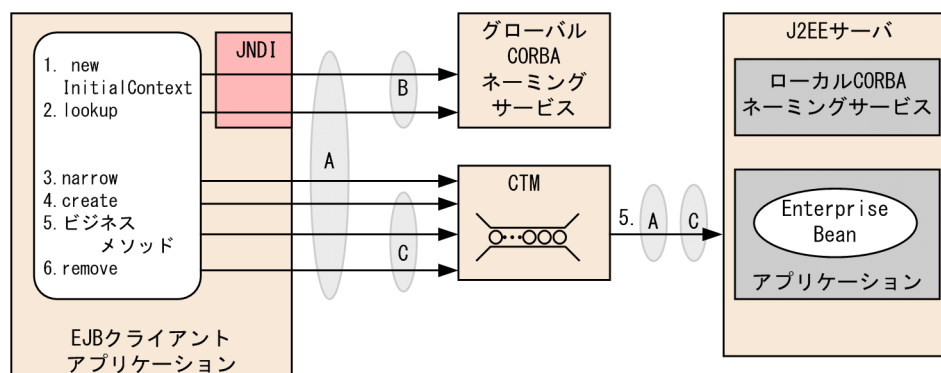 1. new
InitialContext
2. lookup
3. narrow
4. create
5. ビジネス
メソッド
6. remove
JNDI
EJBクライアント
アプリケーション
A
B
C
グローバル
CORBA
ネーミング
サービス
CTM
5.
A
C
J2EEサーバ
ローカルCORBA
ネーミングサービス
Enterprise
Bean
アプリケーション